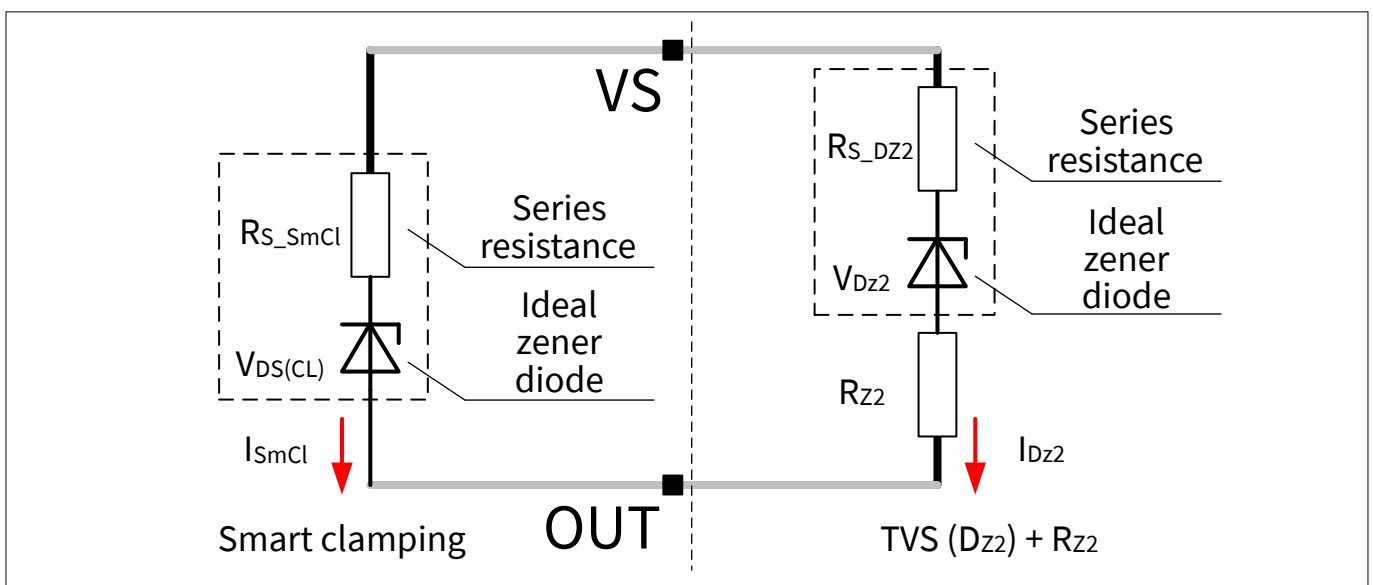 VS
RS_SmCl
Series
resistance
VDS(CL)
Ideal
zener
diode
ISmCl
OUT
Smart clamping
RS_DZ2
Series
resistance
VDz2
Ideal
zener
diode
RZ2
IDz2
TVS (DZ2) + RZ2